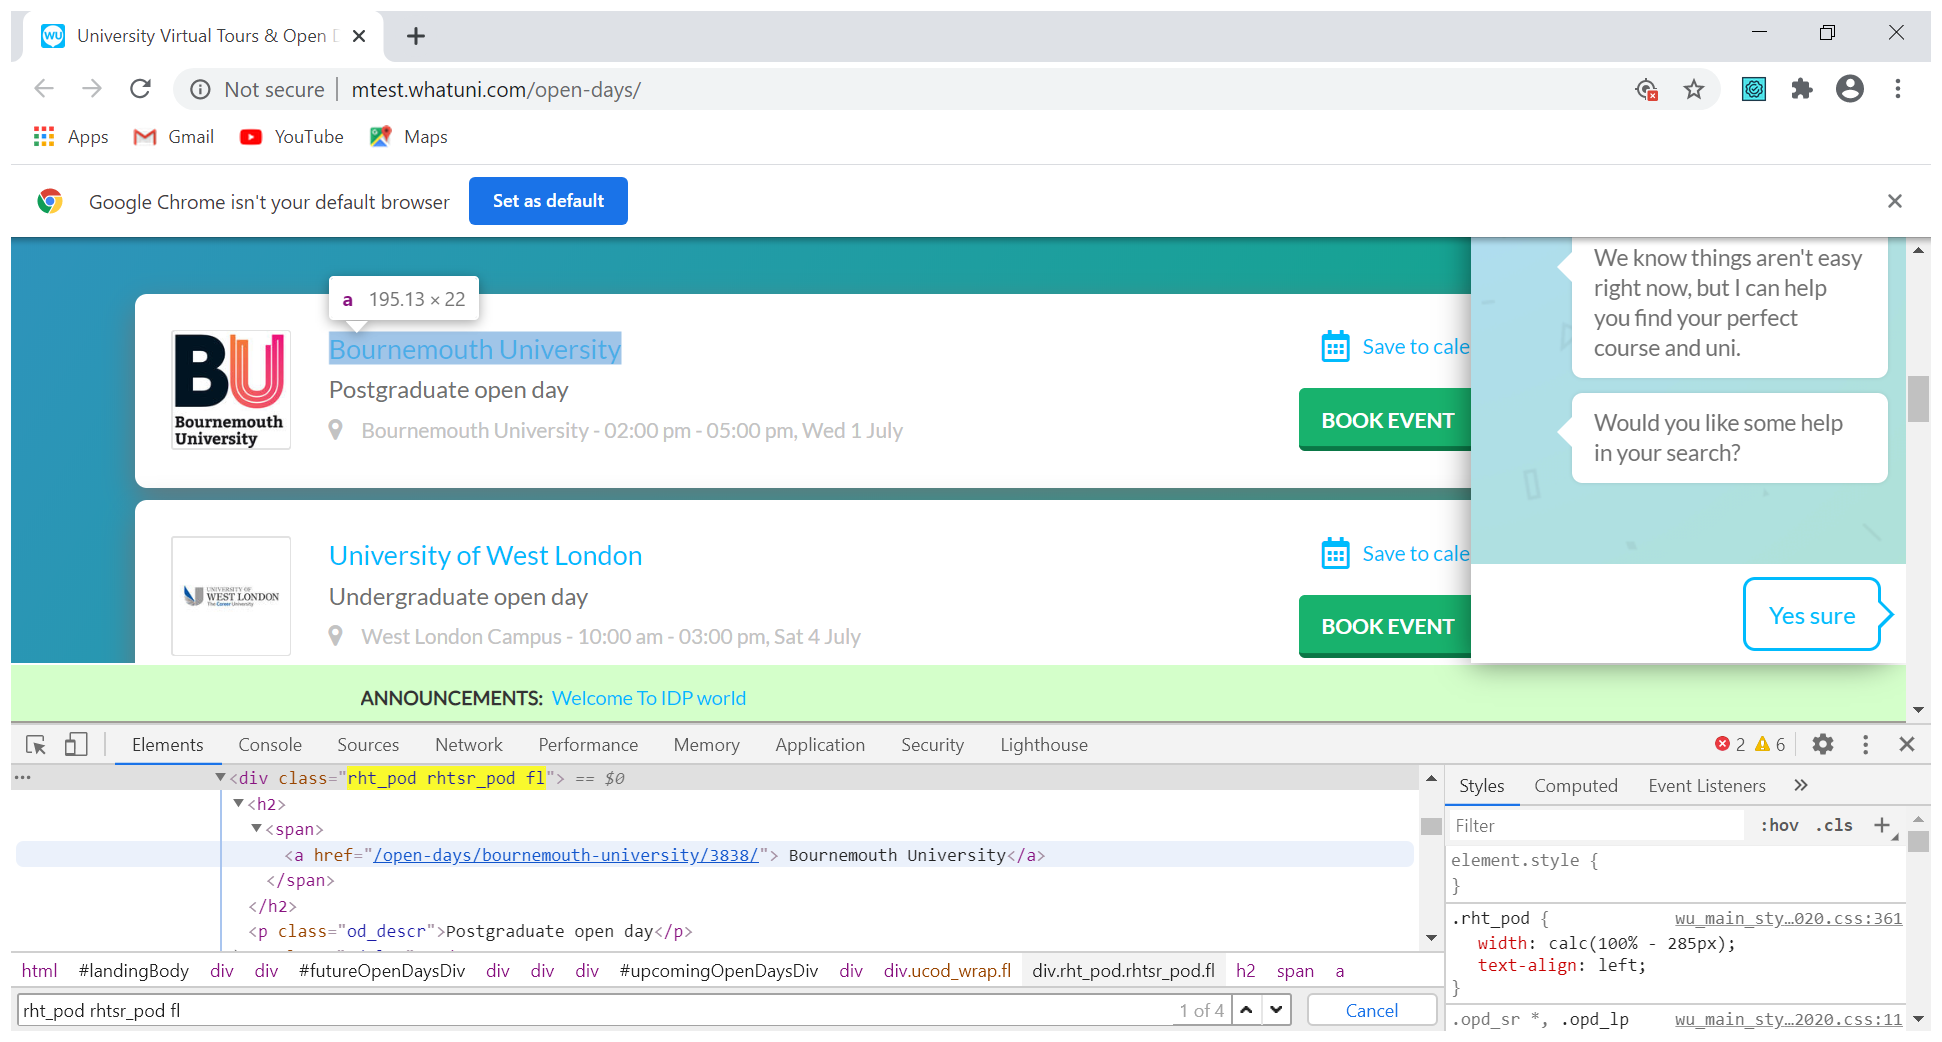 University Virtual Tours & Open D
Not secure | mtest.whatuni.com/open-days/
Apps Gmail YouTube Maps
Google Chrome isn't your default browser Set as default
a 195.13 × 22
Bournemouth University
Postgraduate open day
Bournemouth University - 02:00 pm - 05:00 pm, Wed 1 July
Save to cale
BOOK EVENT
BU
Bournemouth
University
University of West London
Undergraduate open day
West London Campus - 10:00 am - 03:00 pm, Sat 4 July
Save to cale
BOOK EVENT
UNIVERSITY OF
WEST LONDON
The Career University
We know things aren't easy
right now, but I can help
you find your perfect
course and uni.
Would you like some help
in your search?
Yes sure
ANNOUNCEMENTS: Welcome To IDP world
Elements Console Sources Network Performance Memory Application Security Lighthouse 2 6
<div class="rht_pod rhtsr_pod fl"> == $0
<h2>
<span>
<a href="/open-days/bournemouth-university/3838/"> Bournemouth University</a>
</span>
</h2>
<p class="od_descr">Postgraduate open day</p>
html #landingBody div div #futureOpenDaysDiv div div div #upcomingOpenDaysDiv div div.ucod_wrap.fl div.rht_pod.rhtsr_pod.fl h2 span a
rht_pod rhtsr_pod fl 1 of 4 Cancel
Styles Computed Event Listeners »
Filter :hov .cls +
element.style {
}
.rht_pod { wu_main_sty…020.css:361
width: calc(100% - 285px);
text-align: left;
}
.opd_sr *, .opd_lp wu_main_sty…2020.css:11